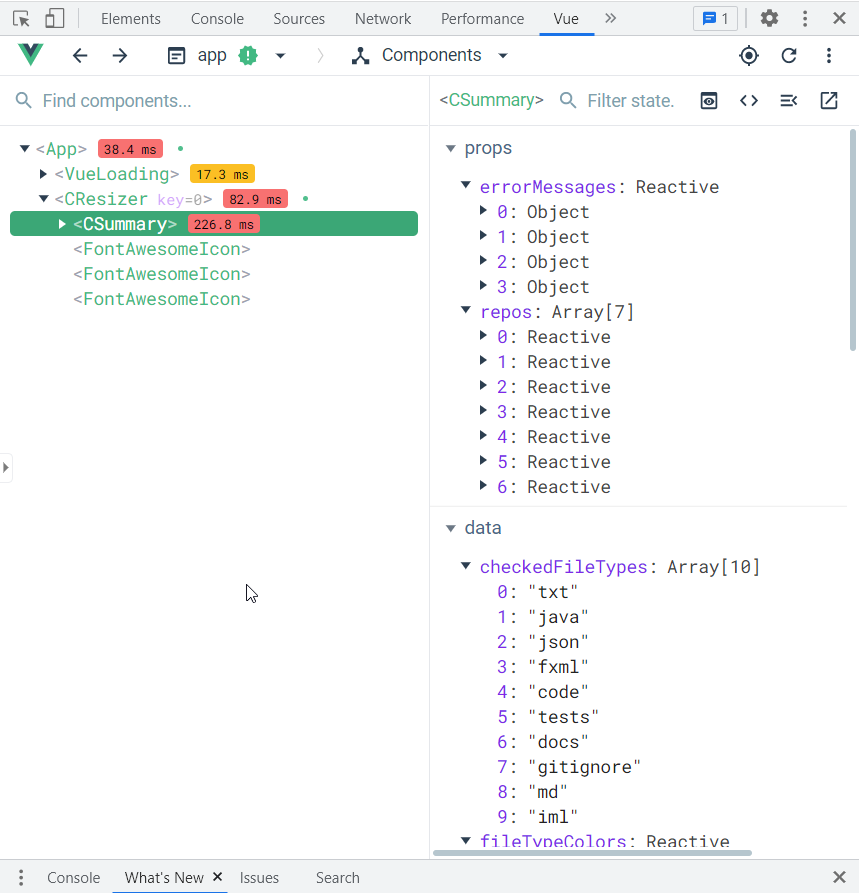 Elements Console Sources Network Performance Vue 1
app Components
Find components...
<App> 38.4 ms
<VueLoading> 17.3 ms
<CResizer key=0> 82.9 ms
<CSummary> 226.8 ms
<FontAwesomeIcon>
<FontAwesomeIcon>
<FontAwesomeIcon>
<CSummary> Filter state.
props
errorMessages: Reactive
0: Object
1: Object
2: Object
3: Object
repos: Array[7]
0: Reactive
1: Reactive
2: Reactive
3: Reactive
4: Reactive
5: Reactive
6: Reactive
data
checkedFileTypes: Array[10]
0: "txt"
1: "java"
2: "json"
3: "fxml"
4: "code"
5: "tests"
6: "docs"
7: "gitignore"
8: "md"
9: "iml"
fileTypeColors: Reactive
Console What's New Issues Search